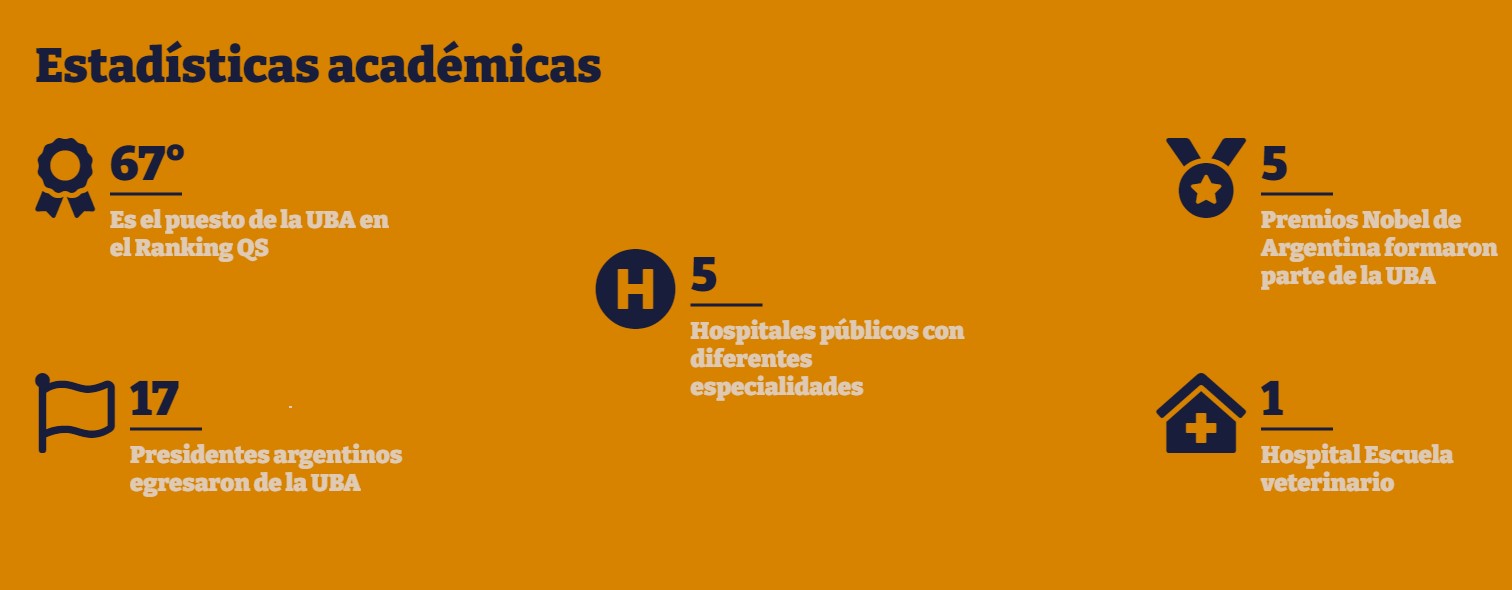 Estadísticas académicas
67°
Es el puesto de la UBA en
el Ranking QS
17
Presidentes argentinos
egresaron de la UBA
H
5
Hospitales públicos con
diferentes
especialidades
5
Premios Nobel de
Argentina formaron
parte de la UBA
1
Hospital Escuela
veterinario